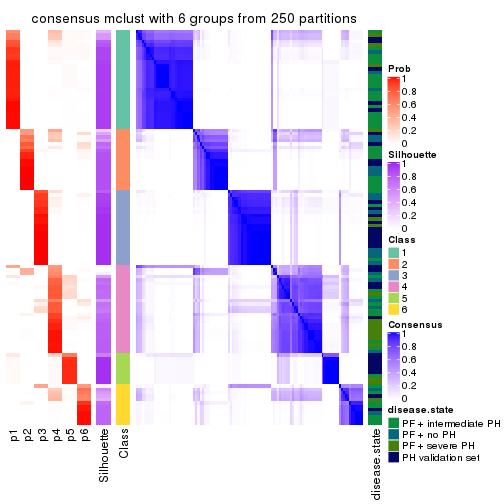 consensus mclust with 6 groups from 250 partitions
p1
p2
p3
p4
p5
p6
Silhouette
Class
disease.state
Prob
1
0.8
0.6
0.4
0.2
0
Silhouette
1
0.8
0.6
0.4
0.2
0
Class
1
2
3
4
5
6
Consensus
1
0.8
0.6
0.4
0.2
0
disease.state
PF + intermediate PH
PF + no PH
PF + severe PH
PH validation set